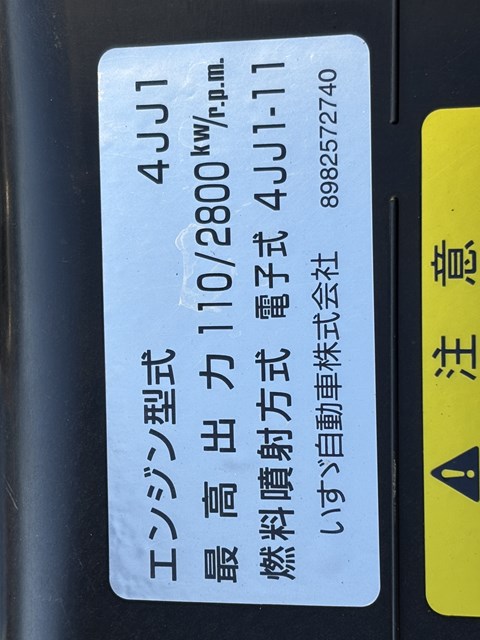 エンジン型式 4JJ1
最高出力 110/2800kW/r.p.m.
燃料噴射方式 電子式 4JJ1-11
いすゞ自動車株式会社 8982572740
注意